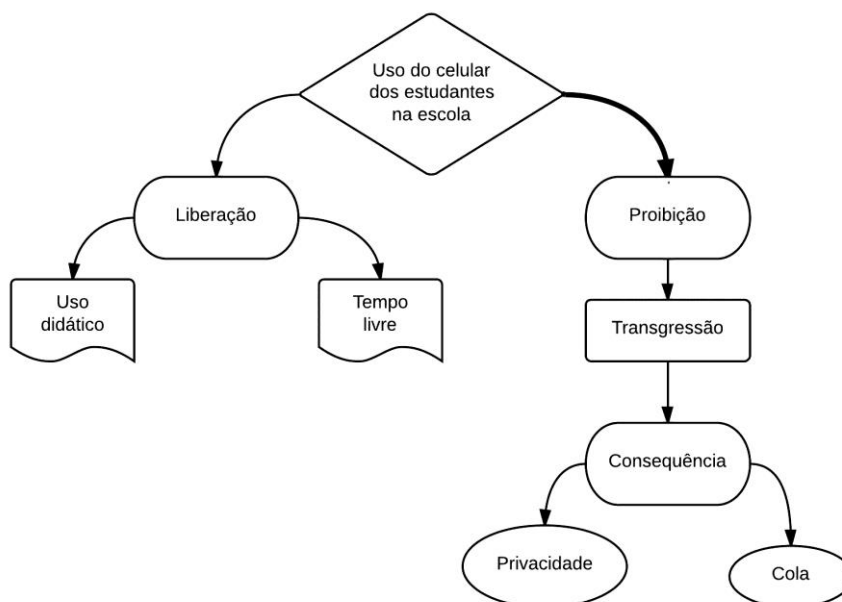 Uso do celular
dos estudantes
na escola
Liberação
Proibição
Uso
didático
Tempo
livre
Transgressão
Consequência
Privacidade
Cola